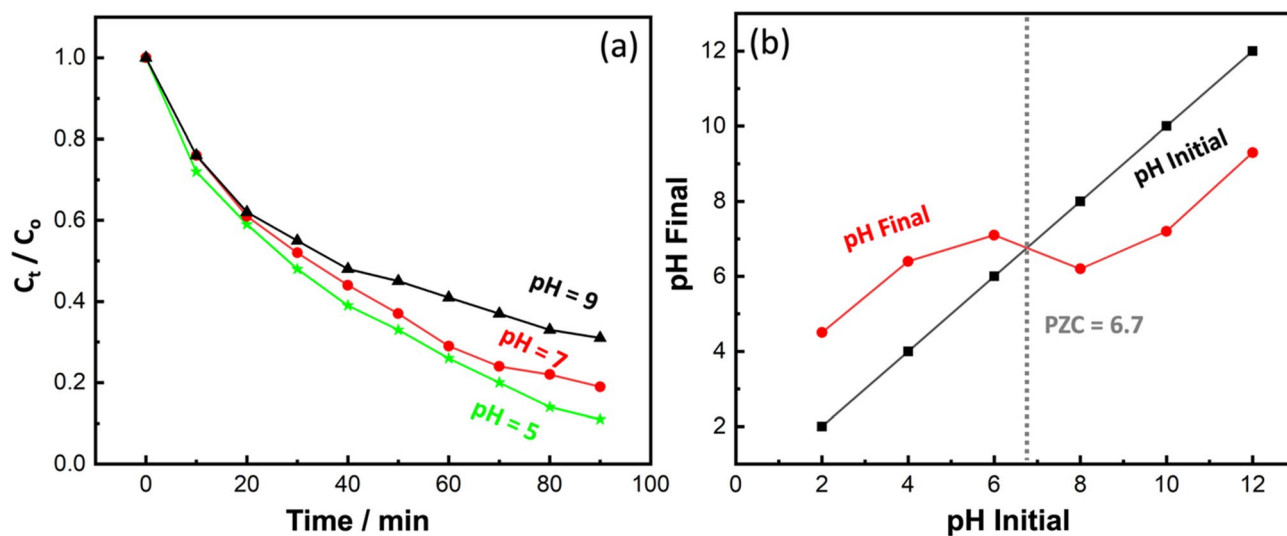 (a)
1.0
0.8
0.6
0.4
0.2
0.0
C_t / C_o
pH = 9
pH = 7
pH = 5
0 20 40 60 80 100
Time / min
(b)
12
10
8
6
4
2
pH Final
pH Initial
pH Final
PZC = 6.7
0 2 4 6 8 10 12
pH Initial